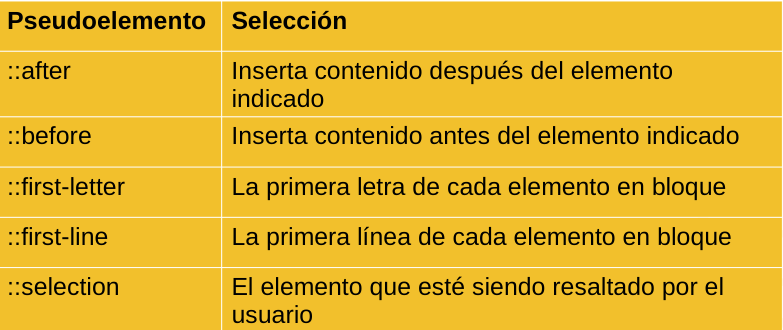 Pseudoelemento Selección
::after Inserta contenido después del elemento
indicado
::before Inserta contenido antes del elemento indicado
::first-letter La primera letra de cada elemento en bloque
::first-line La primera línea de cada elemento en bloque
::selection El elemento que esté siendo resaltado por el
usuario